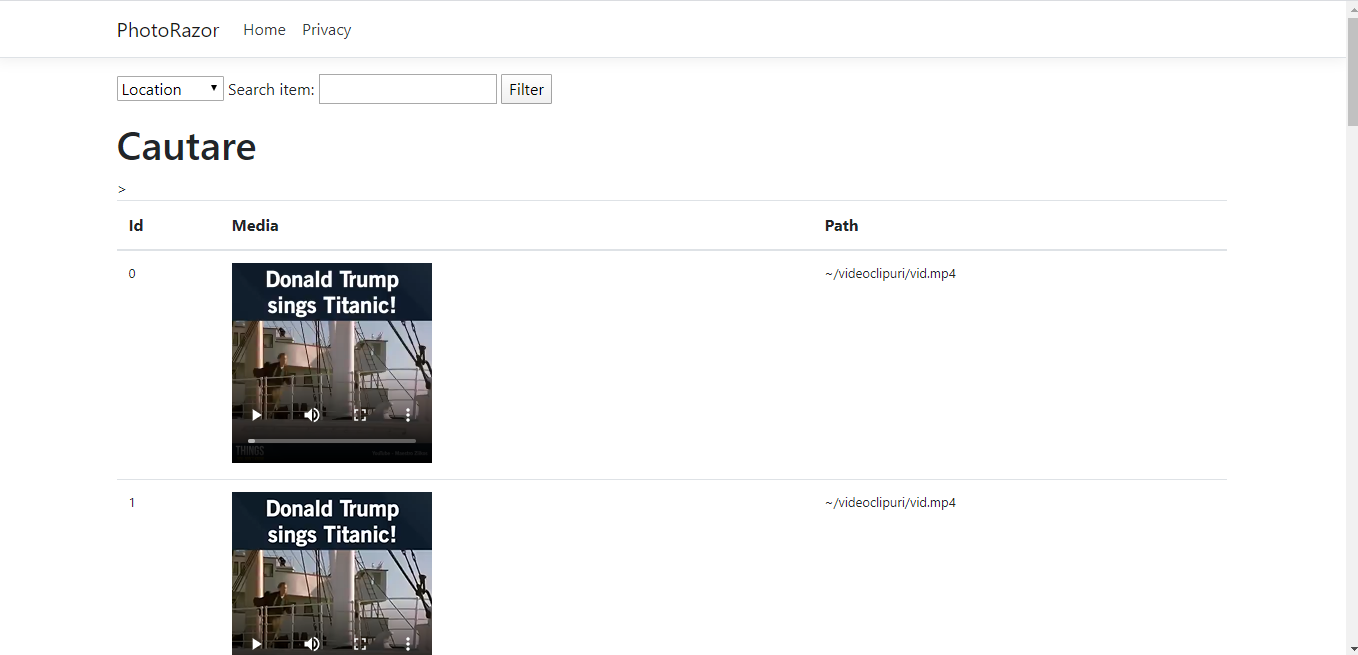 PhotoRazor Home Privacy
Location Search item: Filter
Cautare
>
Id Media Path
0 ~/videoclipuri/vid.mp4
Donald Trump
sings Titanic!
THINGS
1 ~/videoclipuri/vid.mp4
Donald Trump
sings Titanic!